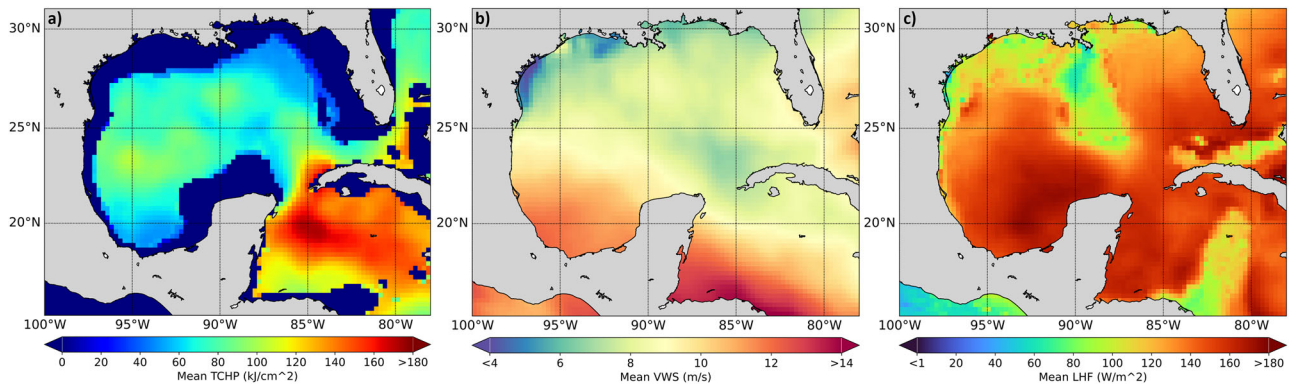 a) b) c)
30°N 30°N 30°N
25°N 25°N 25°N
20°N 20°N 20°N
100°W 95°W 90°W 85°W 80°W 100°W 95°W 90°W 85°W 80°W 100°W 95°W 90°W 85°W 80°W
0 20 40 60 80 100 120 140 160 >180 <4 6 8 10 12 >14 <1 20 40 60 80 100 120 140 160 >180
Mean TCHP (kJ/cm^2) Mean VWS (m/s) Mean LHF (W/m^2)